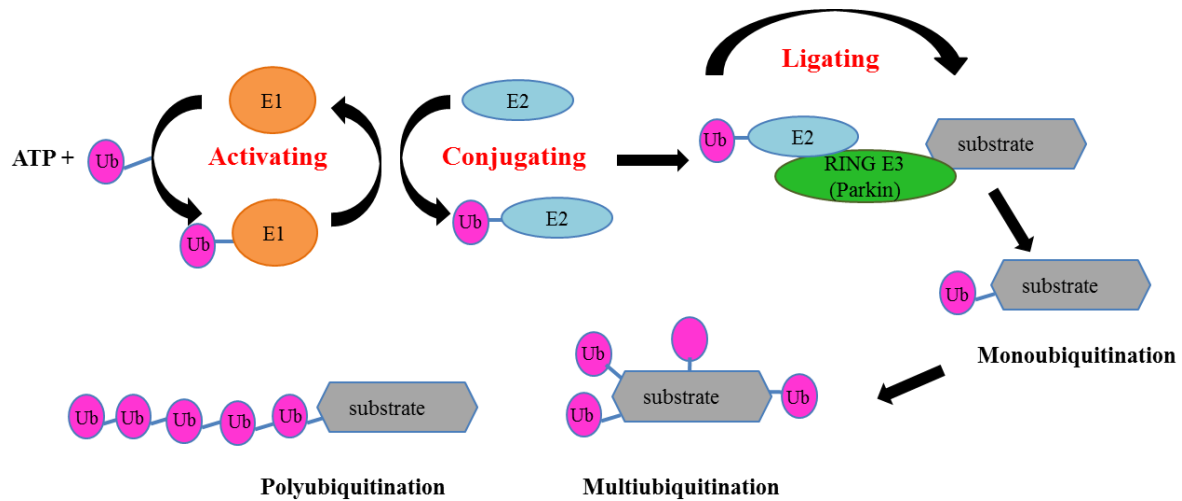 Ligating
E1
E2
ATP +
Ub
Activating
Conjugating
Ub
E2
substrate
RING E3
(Parkin)
Ub
E1
Ub
E2
Ub
substrate
Monoubiquitination
Ub
Ub
substrate
Ub
Ub
Ub
Ub
Ub
Ub
substrate
Polyubiquitination
Multiubiquitination